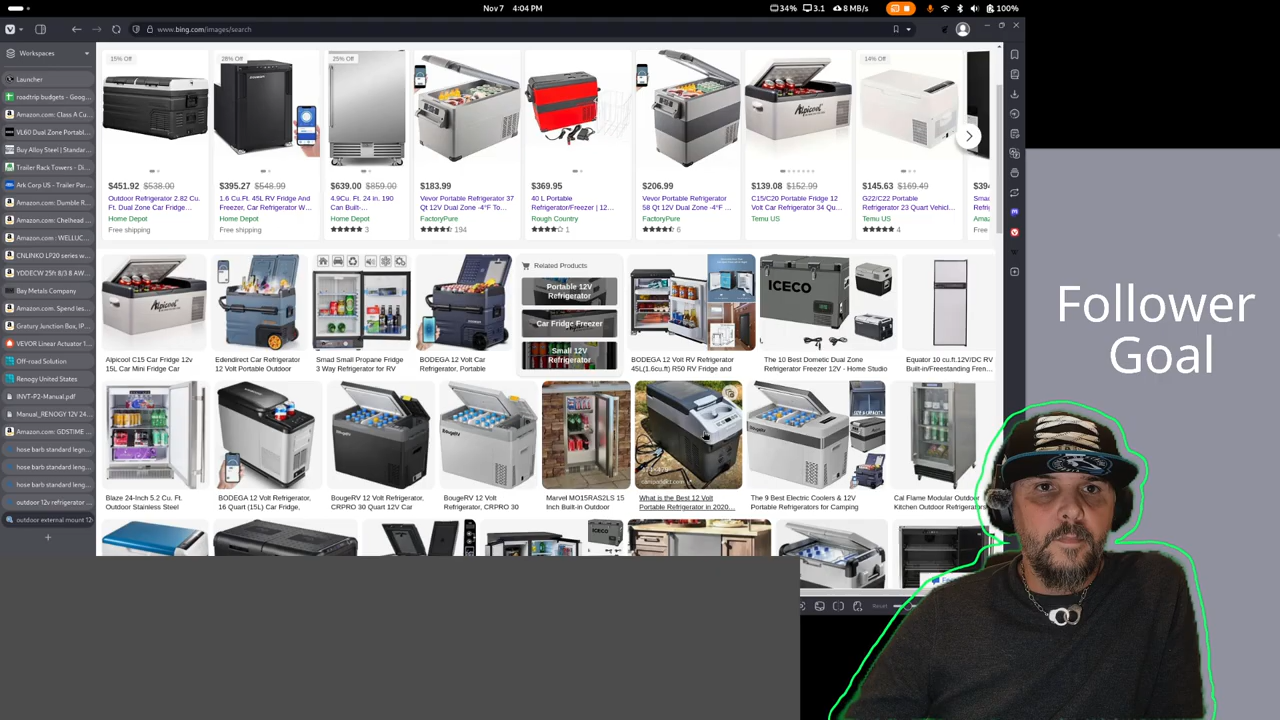 Nov 7 4:04 PM
34% 3.1 8 MB/s 100%
www.bing.com/images/search
Workspaces
Launcher
roadtrip budgets - Goog...
Amazon.com: Class A Cu...
VL60 Dual Zone Portabl...
Buy Alloy Steel | Standar...
Trailer Rack Towers - Di...
Ark Corp US - Trailer Par...
Amazon.com: Dumble R...
Amazon.com: Chelhead ...
Amazon.com : WELLUC...
CNLINKO LP20 series w...
YDDECW 25h 8/3 8 AW...
Bay Metals Company
Amazon.com. Spend les...
Gratury Junction Box, IP...
VEVOR Linear Actuator 1...
Off-road Solution
Renogy United States
INVT-P2-Manual.pdf
Manual_RENOGY 12V 24...
Amazon.com: GDSTIME ...
hose barb standard legn...
hose barb standard leng...
hose barb standard leng...
outdoor 12v refrigerator ...
outdoor external mount 12v
15% Off
28% Off
25% Off
14% Off
$451.92 $538.00
Outdoor Refrigerator 2.82 Cu.
Ft. Dual Zone Car Fridge...
Home Depot
Free shipping
$395.27 $548.99
1.6 Cu.Ft. 45L RV Fridge And
Freezer, Car Refrigerator W...
Home Depot
Free shipping
$639.00 $859.00
4.9Cu. Ft. 24 in. 190
Can Built-...
Home Depot
3
$183.99
Vevor Portable Refrigerator 37
Qt 12V Dual Zone -4°F To...
FactoryPure
194
$369.95
40 L Portable
Refrigerator/Freezer | 12...
Rough Country
1
$206.99
Vevor Portable Refrigerator
58 Qt 12V Dual Zone -4°F ...
FactoryPure
6
$139.08 $152.99
C15/C20 Portable Fridge 12
Volt Car Refrigerator 34 Qu...
Temu US
$145.63 $169.49
G22/C22 Portable
Refrigerator 23 Quart Vehicl...
Temu US
4
$394
Smad
Refrig
Amaz
Free
Alpicool
Alpicool C15 Car Fridge 12v
15L Car Mini Fridge Car
Edendirect Car Refrigerator
12 Volt Portable Outdoor
Smad Small Propane Fridge
3 Way Refrigerator for RV
BODEGA 12 Volt Car
Refrigerator, Portable
Related Products
Portable 12V
Refrigerator
Car Fridge Freezer
Small 12V
Refrigerator
BODEGA 12 Volt RV Refrigerator
45L(1.6cu.ft) R50 RV Fridge and
ICECO
The 10 Best Dometic Dual Zone
Refrigerator Freezer 12V - Home Studio
Equator 10 cu.ft.12V/DC RV
Built-in/Freestanding Fren...
Blaze 24-Inch 5.2 Cu. Ft.
Outdoor Stainless Steel
BODEGA 12 Volt Refrigerator,
16 Quart (15L) Car Fridge.
BougeRV 12 Volt Refrigerator,
CRPRO 30 Quart 12V Car
BougeRV 12 Volt
Refrigerator, CRPRO 30
Marvel MO15RAS2LS 15
Inch Built-in Outdoor
What is the Best 12 Volt
Portable Refrigerator in 2020...
The 9 Best Electric Coolers & 12V
Portable Refrigerators for Camping
Cal Flame Modular Outdoor
Kitchen Outdoor Refrigerators
ICECO
Reset
Follower
Goal